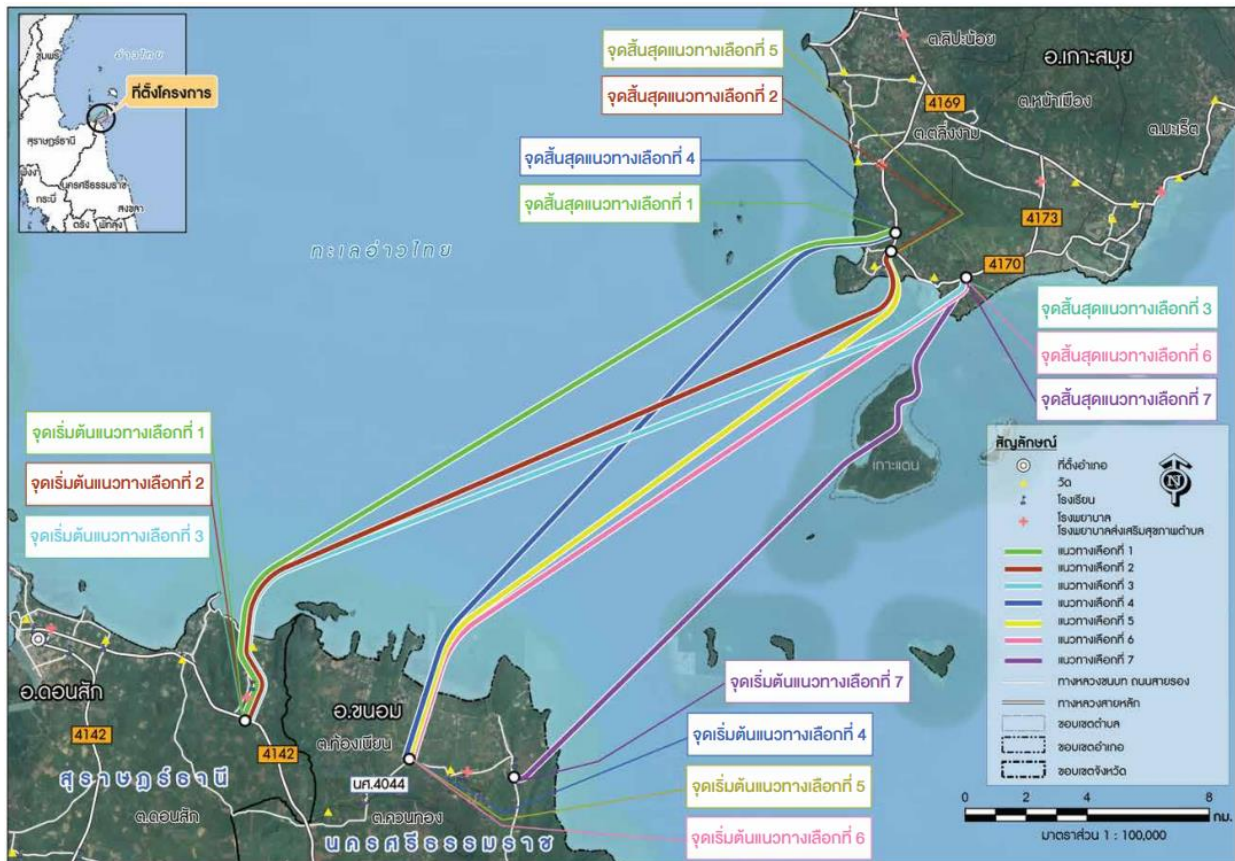 ชุมพร
อ่าวไทย
ที่ตั้งโครงการ
สุราษฎร์ธานี
พังงา
กระบี่
นครศรีธรรมราช
ตรัง
พัทลุง
สงขลา
ทะเลอ่าวไทย
จุดสิ้นสุดแนวทางเลือกที่ 5
จุดสิ้นสุดแนวทางเลือกที่ 2
จุดสิ้นสุดแนวทางเลือกที่ 4
จุดสิ้นสุดแนวทางเลือกที่ 1
ต.ลิปะน้อย
อ.เกาะสมุย
4169
ต.หน้าเมือง
ต.ตลิ่งงาม
ต.มะเร็ต
4173
4170
จุดสิ้นสุดแนวทางเลือกที่ 3
จุดสิ้นสุดแนวทางเลือกที่ 6
จุดสิ้นสุดแนวทางเลือกที่ 7
เกาะแตน
จุดเริ่มต้นแนวทางเลือกที่ 1
จุดเริ่มต้นแนวทางเลือกที่ 2
จุดเริ่มต้นแนวทางเลือกที่ 3
อ.ดอนสัก
4142
4142
สุราษฎร์ธานี
ต.ดอนสัก
อ.ขนอม
ต.ท้องเนียน
นศ.4044
ต.ควนทอง
นครศรีธรรมราช
จุดเริ่มต้นแนวทางเลือกที่ 7
จุดเริ่มต้นแนวทางเลือกที่ 4
จุดเริ่มต้นแนวทางเลือกที่ 5
จุดเริ่มต้นแนวทางเลือกที่ 6
สัญลักษณ์
N
ที่ตั้งอำเภอ
วัด
โรงเรียน
โรงพยาบาล
โรงพยาบาลส่งเสริมสุขภาพตำบล
แนวทางเลือกที่ 1
แนวทางเลือกที่ 2
แนวทางเลือกที่ 3
แนวทางเลือกที่ 4
แนวทางเลือกที่ 5
แนวทางเลือกที่ 6
แนวทางเลือกที่ 7
ทางหลวงชนบท ถนนสายรอง
ทางหลวงสายหลัก
ขอบเขตตำบล
ขอบเขตอำเภอ
ขอบเขตจังหวัด
0 2 4 8 กม.
มาตราส่วน 1 : 100,000